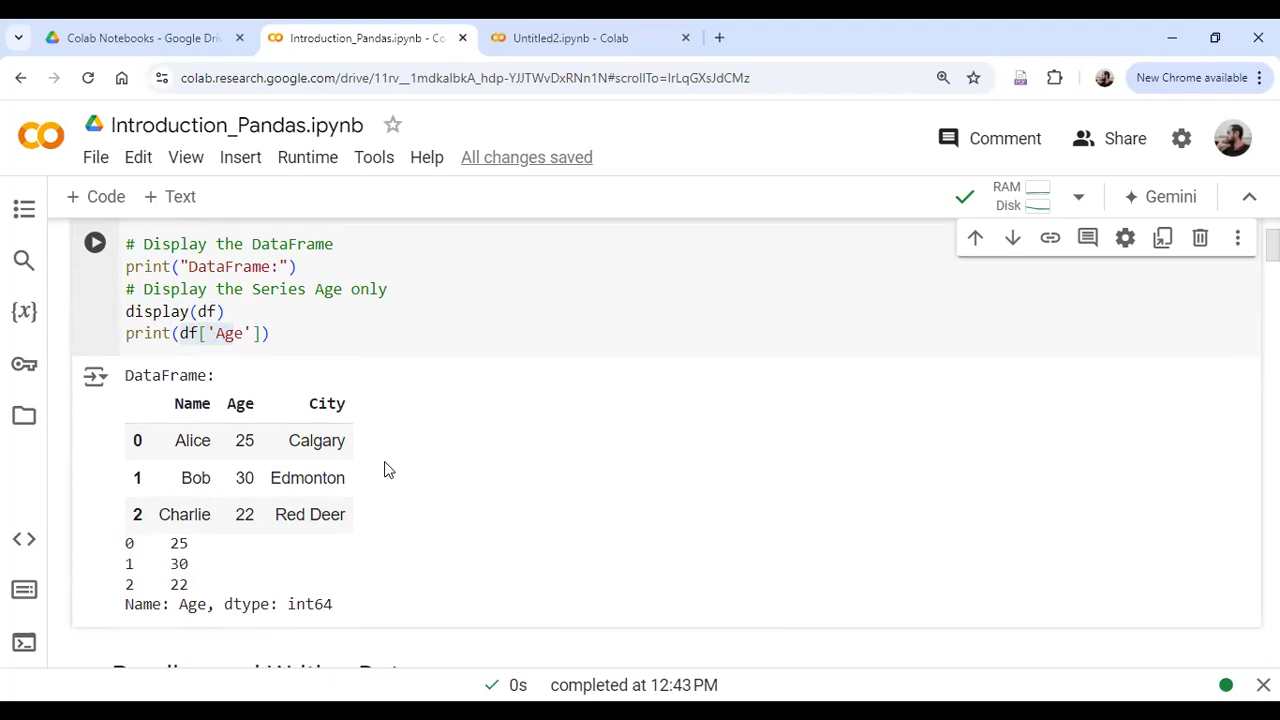 Colab Notebooks - Google Driv
Introduction_Pandas.ipynb - Co
Untitled2.ipynb - Colab
colab.research.google.com/drive/11rv__1mdkaIbkA_hdp-YJJTWvDxRNn1N#scrollTo=IrLqGXsJdCMz
New Chrome available
Introduction_Pandas.ipynb
File Edit View Insert Runtime Tools Help All changes saved
Comment
Share
+ Code + Text
RAM
Disk
Gemini
# Display the DataFrame
print("DataFrame:")
# Display the Series Age only
display(df)
print(df['Age'])
DataFrame:
Name Age City
0 Alice 25 Calgary
1 Bob 30 Edmonton
2 Charlie 22 Red Deer
0 25
1 30
2 22
Name: Age, dtype: int64
0s completed at 12:43 PM